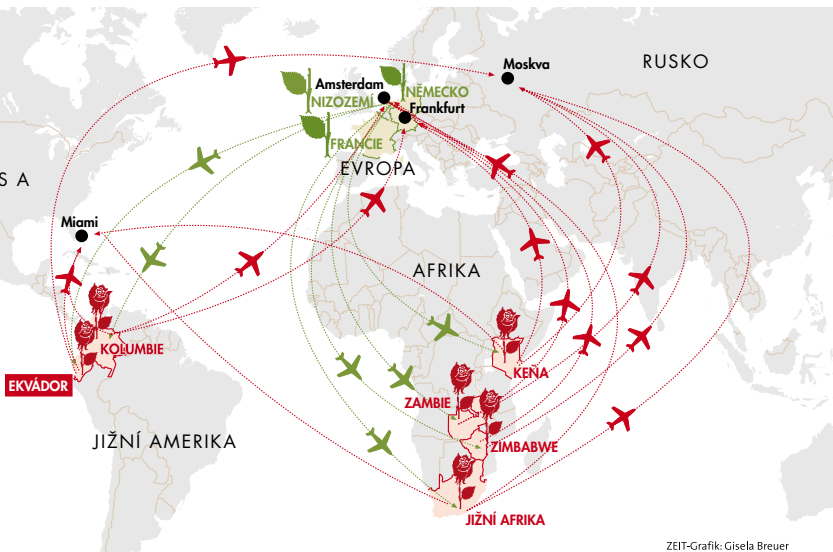 RUSKO
Moskva
Amsterdam
NIZOZEMÍ
NĚMECKO
Frankfurt
FRANCIE
EVROPA
S A
Miami
AFRIKA
KOLUMBIE
EKVÁDOR
KEŇA
ZAMBIE
JIŽNÍ AMERIKA
ZIMBABWE
JIŽNÍ AFRIKA
ZEIT-Grafik: Gisela Breuer